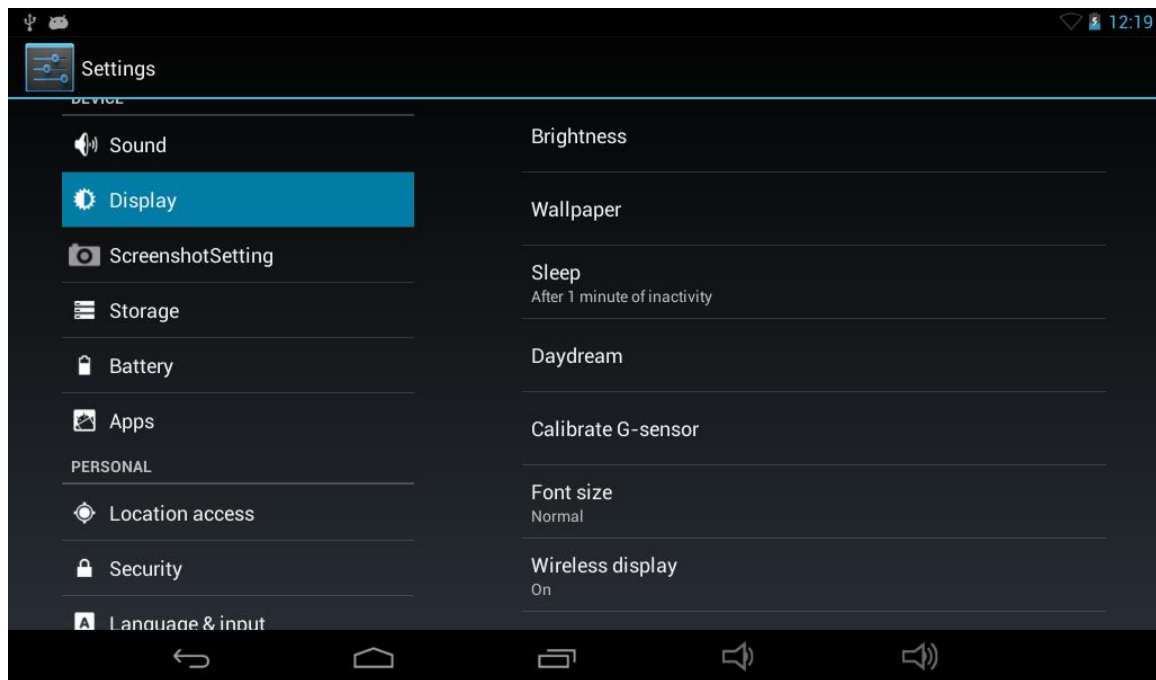 12:19
Settings
DEVICE
Sound
Display
ScreenshotSetting
Storage
Battery
Apps
PERSONAL
Location access
Security
Language & input
Brightness
Wallpaper
Sleep
After 1 minute of inactivity
Daydream
Calibrate G-sensor
Font size
Normal
Wireless display
On